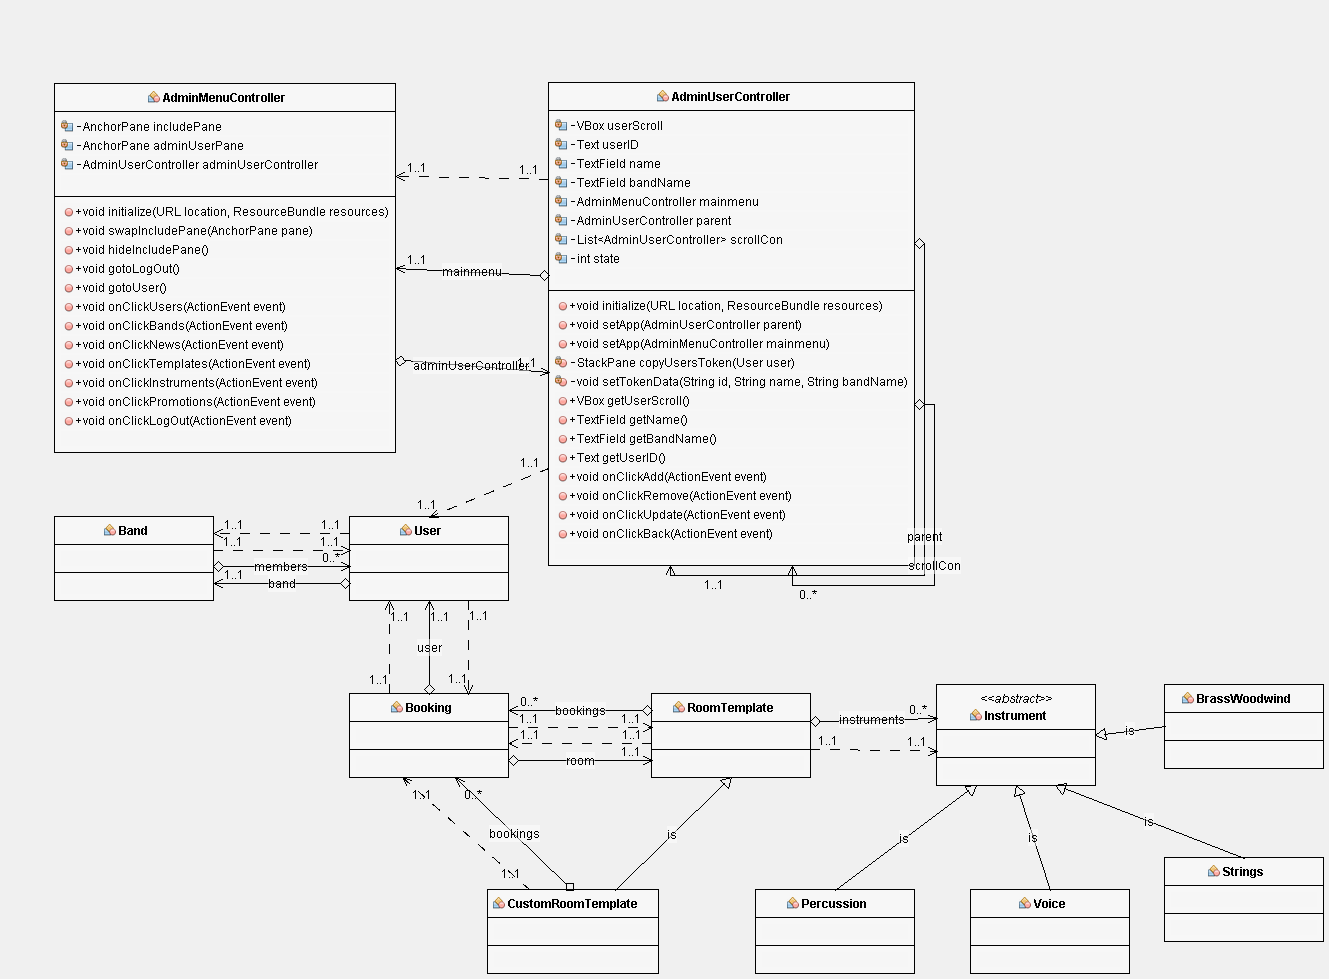 AdminMenuController
-AnchorPane includePane
-AnchorPane adminUserPane
-AdminUserController adminUserController
+void initialize(URL location, ResourceBundle resources)
+void swapIncludePane(AnchorPane pane)
+void hideIncludePane()
+void gotoLogOut()
+void gotoUser()
+void onClickUsers(ActionEvent event)
+void onClickBands(ActionEvent event)
+void onClickNews(ActionEvent event)
+void onClickTemplates(ActionEvent event)
+void onClickInstruments(ActionEvent event)
+void onClickPromotions(ActionEvent event)
+void onClickLogOut(ActionEvent event)
1..1
1..1
1..1
mainmenu
adminUserController
1..1
AdminUserController
-VBox userScroll
-Text userID
-TextField name
-TextField bandName
-AdminMenuController mainmenu
-AdminUserController parent
-List<AdminUserController> scrollCon
-int state
+void initialize(URL location, ResourceBundle resources)
+void setApp(AdminUserController parent)
+void setApp(AdminMenuController mainmenu)
-StackPane copyUsersToken(User user)
-void setTokenData(String id, String name, String bandName)
+VBox getUserScroll()
+TextField getName()
+TextField getBandName()
+Text getUserID()
+void onClickAdd(ActionEvent event)
+void onClickRemove(ActionEvent event)
+void onClickUpdate(ActionEvent event)
+void onClickBack(ActionEvent event)
parent
scrollCon
1..1
0..*
1..1
1..1
Band
1..1
1..1
1..1
1..1
0..*
members
1..1
band
User
1..1
1..1
1..1
user
1..1
1..1
Booking
0..*
bookings
1..1
1..1
1..1
1..1
1..1
room
RoomTemplate
0..*
instruments
1..1
1..1
<<abstract>>
Instrument
is
BrassWoodwind
1..1
0..*
bookings
is
1..1
is
is
is
CustomRoomTemplate
Percussion
Voice
Strings